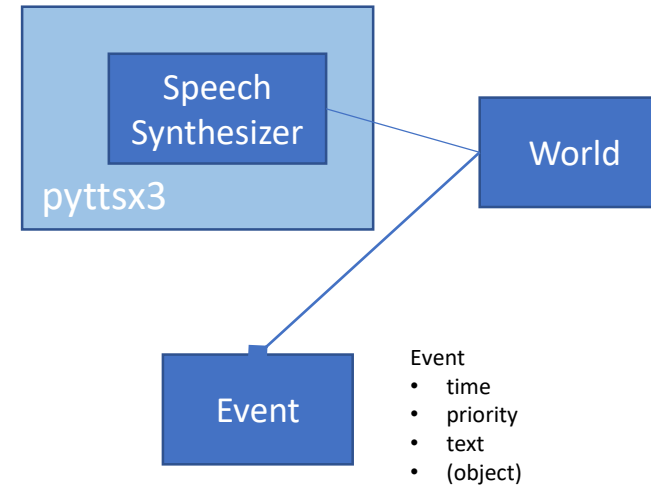 Speech
Synthesizer
pyttsx3
World
Event
Event
• time
• priority
• text
• (object)